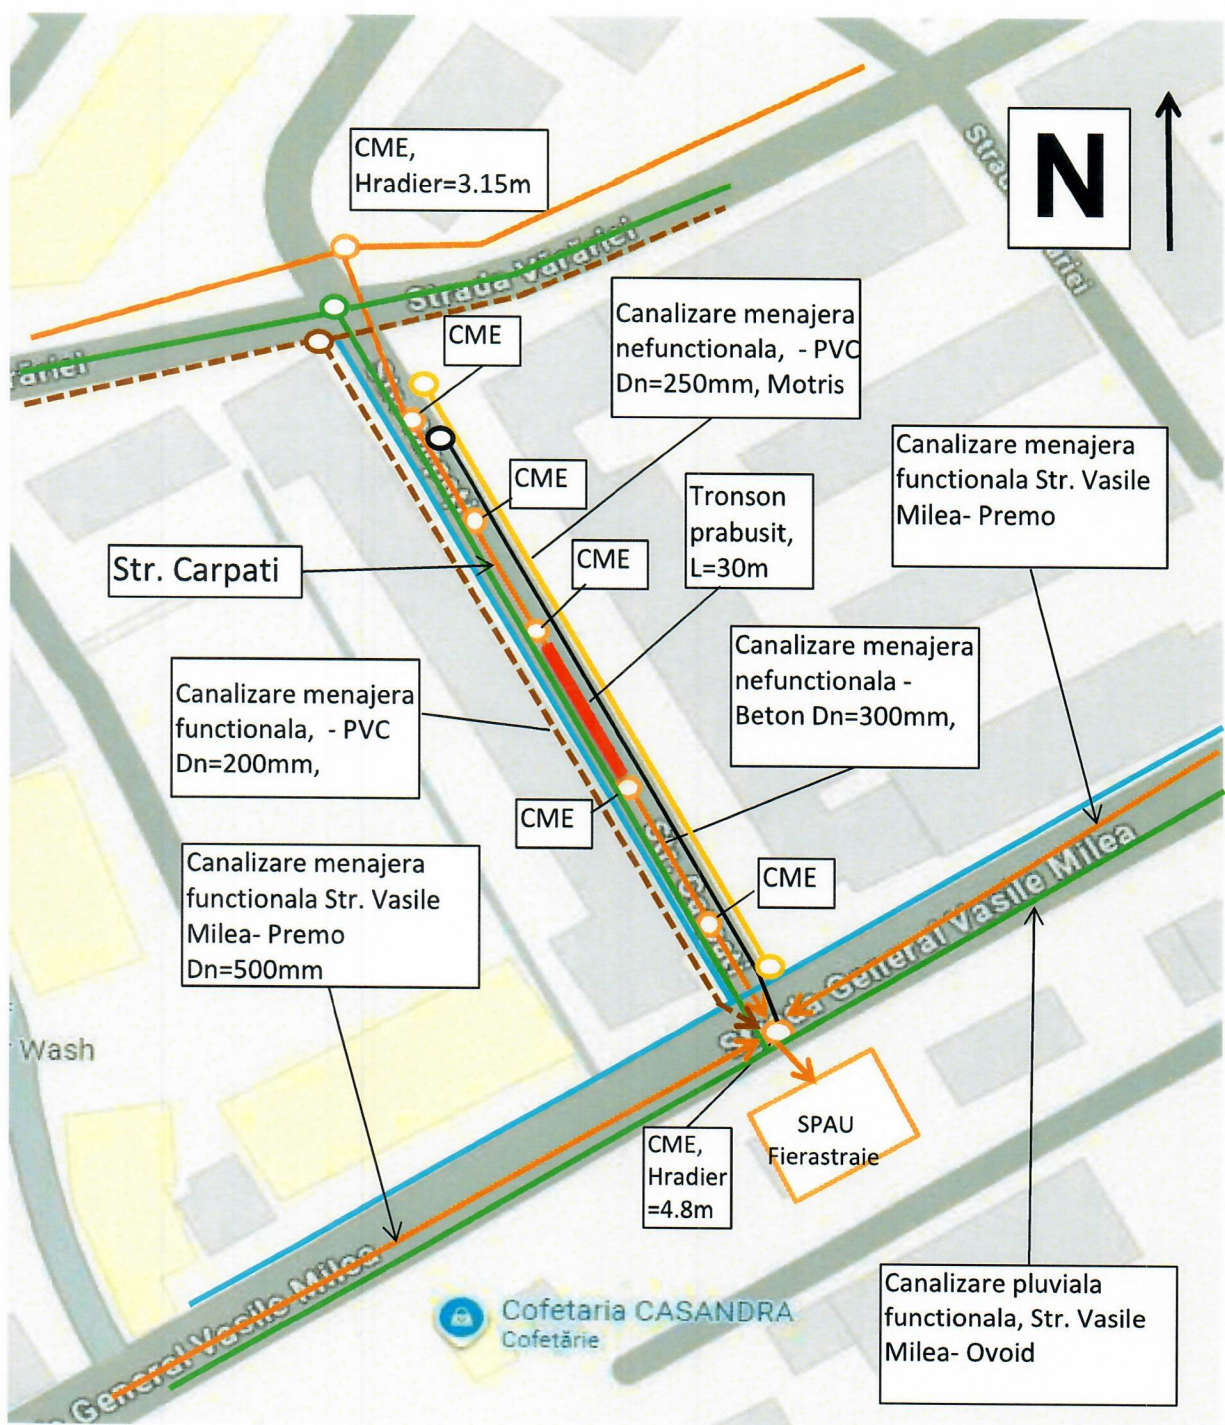 CME,
Hradier=3.15m
N
Strada Văráriei
CME
Canalizare menajera
nefunctionala, - PVC
Dn=250mm, Motris
Canalizare menajera
functionala Str. Vasile
Milea- Premo
CME
Tronson
prabusit,
L=30m
CME
Str. Carpati
Canalizare menajera
nefunctionala -
Beton Dn=300mm,
Canalizare menajera
functionala, - PVC
Dn=200mm,
CME
Canalizare menajera
functionala Str. Vasile
Milea- Premo
Dn=500mm
CME
Strada General Vasile Milea
Wash
SPAU
Fierastraie
CME,
Hradier
=4.8m
General Vasile Milea
Cofetaria CASANDRA
Cofetărie
Canalizare pluviala
functionala, Str. Vasile
Milea- Ovoid